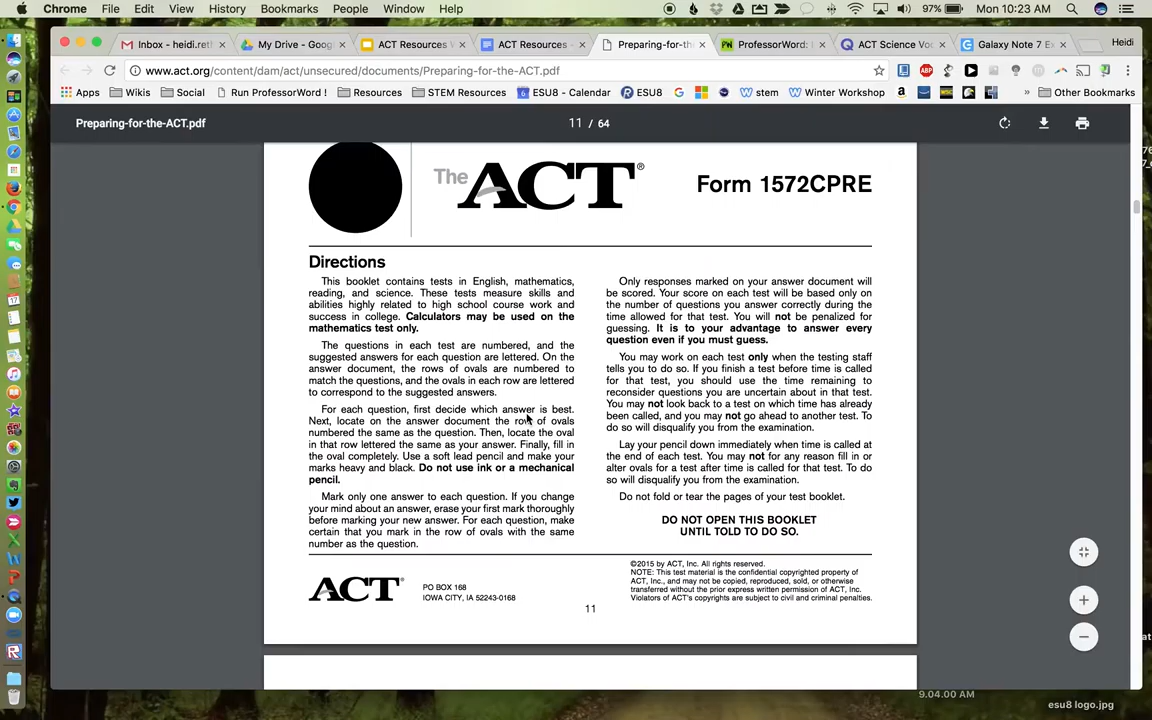 Chrome File Edit View History Bookmarks People Window Help 97% Mon 10:23 AM
Inbox - heidi.ret
My Drive - Goog
ACT Resources W
ACT Resources -
Preparing-for-th
ProfessorWord:
ACT Science Voc
Galaxy Note 7 Ex
Heidi
www.act.org/content/dam/act/unsecured/documents/Preparing-for-the-ACT.pdf
Apps Wikis Social Run ProfessorWord ! Resources STEM Resources ESU8 - Calendar ESU8 stem Winter Workshop » Other Bookmarks
Preparing-for-the-ACT.pdf
11 / 64
The ACT®
Form 1572CPRE
Directions
This booklet contains tests in English, mathematics,
reading, and science. These tests measure skills and
abilities highly related to high school course work and
success in college. Calculators may be used on the
mathematics test only.
The questions in each test are numbered, and the
suggested answers for each question are lettered. On the
answer document, the rows of ovals are numbered to
match the questions, and the ovals in each row are lettered
to correspond to the suggested answers.
For each question, first decide which answer is best.
Next, locate on the answer document the row of ovals
numbered the same as the question. Then, locate the oval
in that row lettered the same as your answer. Finally, fill in
the oval completely. Use a soft lead pencil and make your
marks heavy and black. Do not use ink or a mechanical
pencil.
Mark only one answer to each question. If you change
your mind about an answer, erase your first mark thoroughly
before marking your new answer. For each question, make
certain that you mark in the row of ovals with the same
number as the question.
Only responses marked on your answer document will
be scored. Your score on each test will be based only on
the number of questions you answer correctly during the
time allowed for that test. You will not be penalized for
guessing. It is to your advantage to answer every
question even if you must guess.
You may work on each test only when the testing staff
tells you to do so. If you finish a test before time is called
for that test, you should use the time remaining to
reconsider questions you are uncertain about in that test.
You may not look back to a test on which time has already
been called, and you may not go ahead to another test. To
do so will disqualify you from the examination.
Lay your pencil down immediately when time is called at
the end of each test. You may not for any reason fill in or
alter ovals for a test after time is called for that test. To do
so will disqualify you from the examination.
Do not fold or tear the pages of your test booklet.
DO NOT OPEN THIS BOOKLET
UNTIL TOLD TO DO SO.
ACT®
PO BOX 168
IOWA CITY, IA 52243-0168
©2015 by ACT, Inc. All rights reserved.
NOTE: This test material is the confidential copyrighted property of
ACT, Inc., and may not be copied, reproduced, sold, or otherwise
transferred without the prior express written permission of ACT, Inc.
Violators of ACT's copyrights are subject to civil and criminal penalties.
11
9.04.00 AM
esu8 logo.jpg